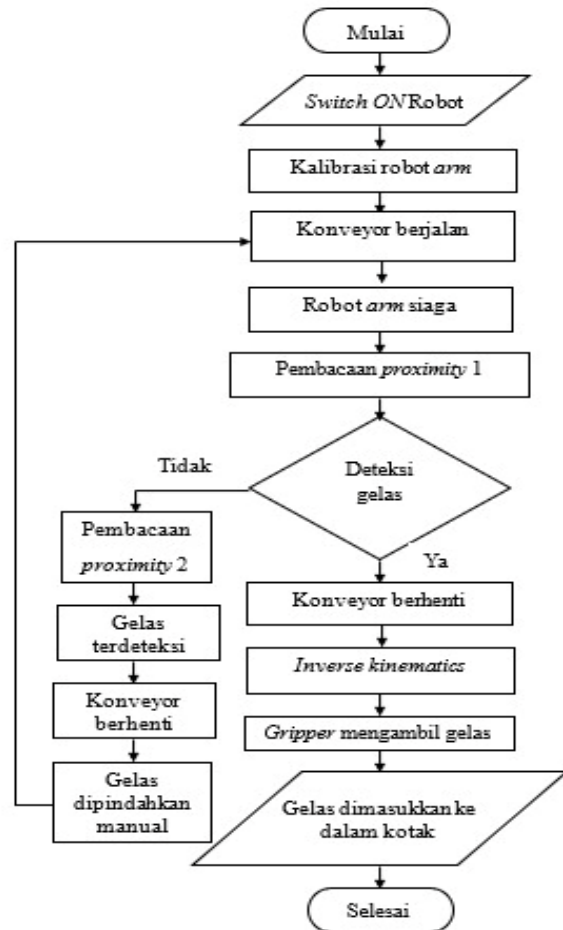 Mulai
Switch ON Robot
Kalibrasi robot arm
Konveyor berjalan
Robot arm siaga
Pembacaan proximity 1
Deteksi
gelas
Tidak
Pembacaan
proximity 2
Gelas
terdeteksi
Konveyor
berhenti
Gelas
dipindahkan
manual
Ya
Konveyor berhenti
Inverse kinematics
Gripper mengambil gelas
Gelas dimasukkan ke
dalam kotak
Selesai